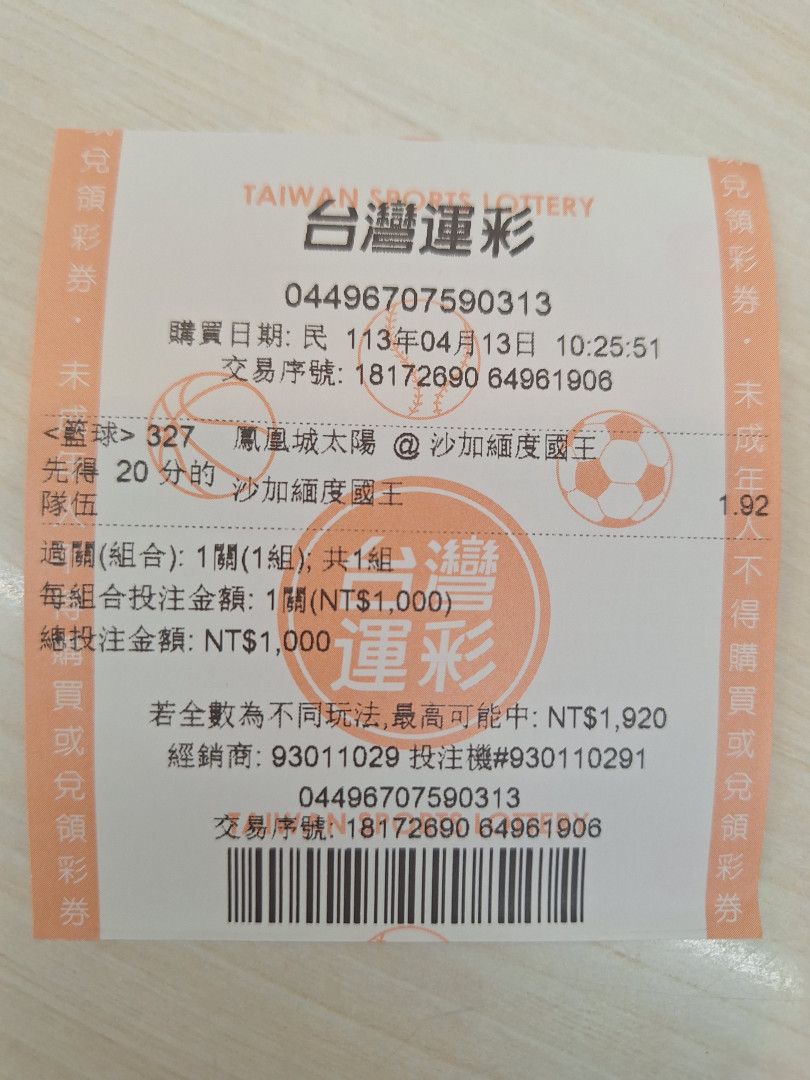 TAIWAN SPORTS LOTTERY
台灣運彩
04496707590313
購買日期: 民 113年04月13日 10:25:51
交易序號: 18172690 64961906
<籃球> 327 鳳凰城太陽 @ 沙加緬度國王
先得 20 分的
隊伍
沙加緬度國王
1.92
過關(組合): 1關(1組); 共1組
每組合投注金額: 1關(NT$1,000)
總投注金額: NT$1,000
台灣
運彩
若全數為不同玩法,最高可能中: NT$1,920
經銷商: 93011029 投注機#930110291
04496707590313
TAIWAN SPORTS LOTTERY
交易序號: 18172690 64961906
兌領彩券.未成年人不得購買或兌領彩券
兌領彩券.未成年人不得購買或兌領彩券